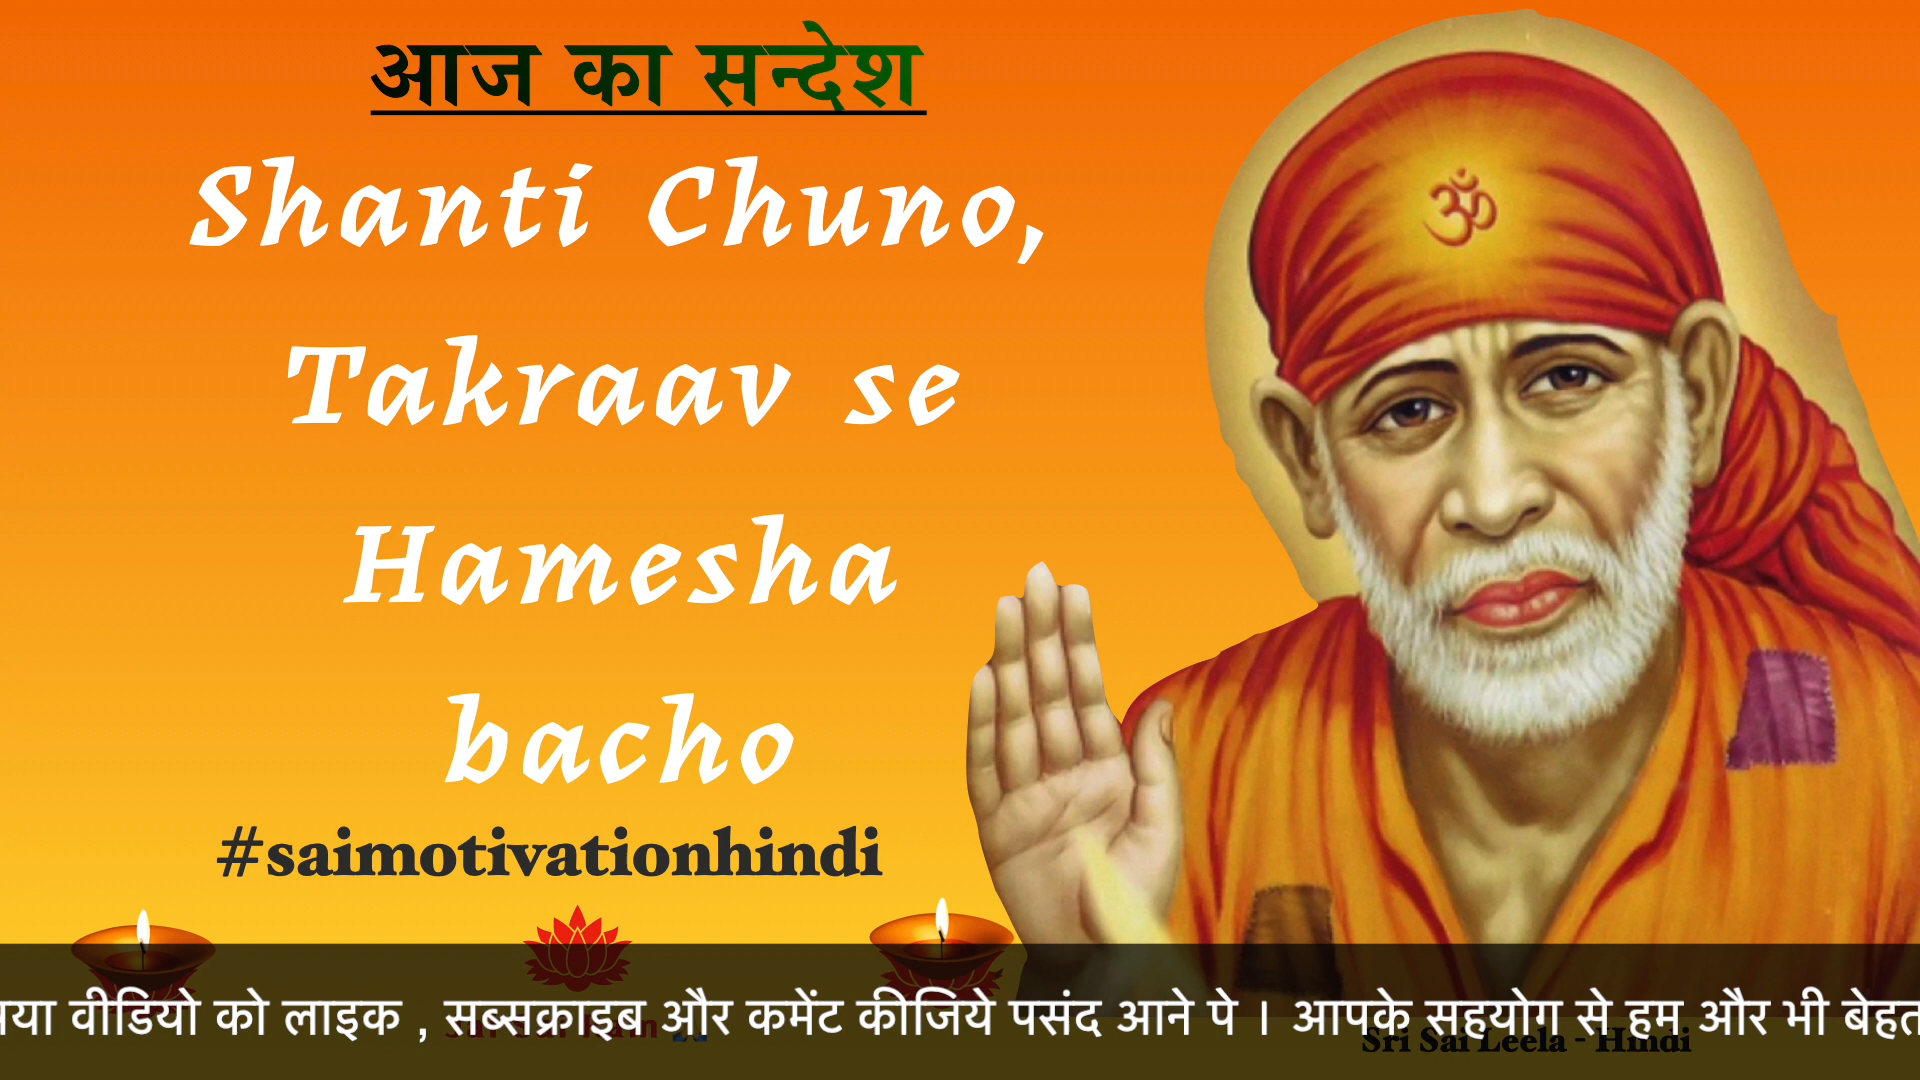 आज का सन्देश
Shanti Chuno,
Takraav se
Hamesha
bacho
#saimotivationhindi
वीडियो को लाइक , सब्सक्राइब और कमेंट कीजिये पसंद आने पे । आपके सहयोग से हम और भी
Sri Sai Leela - Hindi